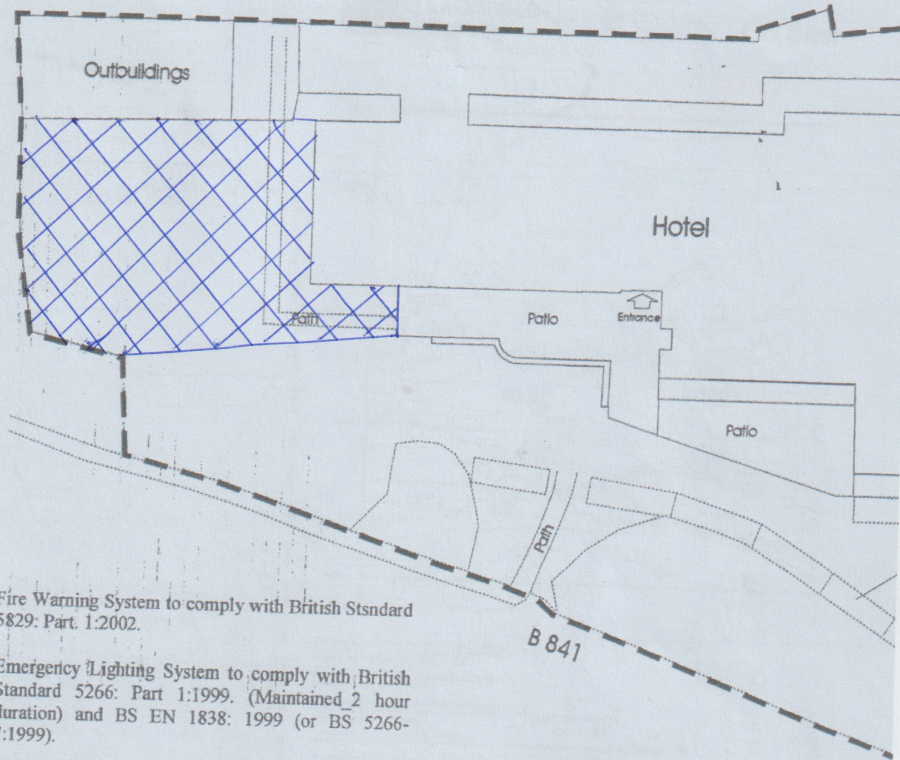 Outbuildings
Hotel
Entrance
Patio
Path
Patio
Path
B 841
Fire Warning System to comply with British Stsndard
5829: Part. 1:2002.
Emergency Lighting System to comply with British
Standard 5266: Part 1:1999. (Maintained 2 hour
duration) and BS EN 1838: 1999 (or BS 5266-
:1999).